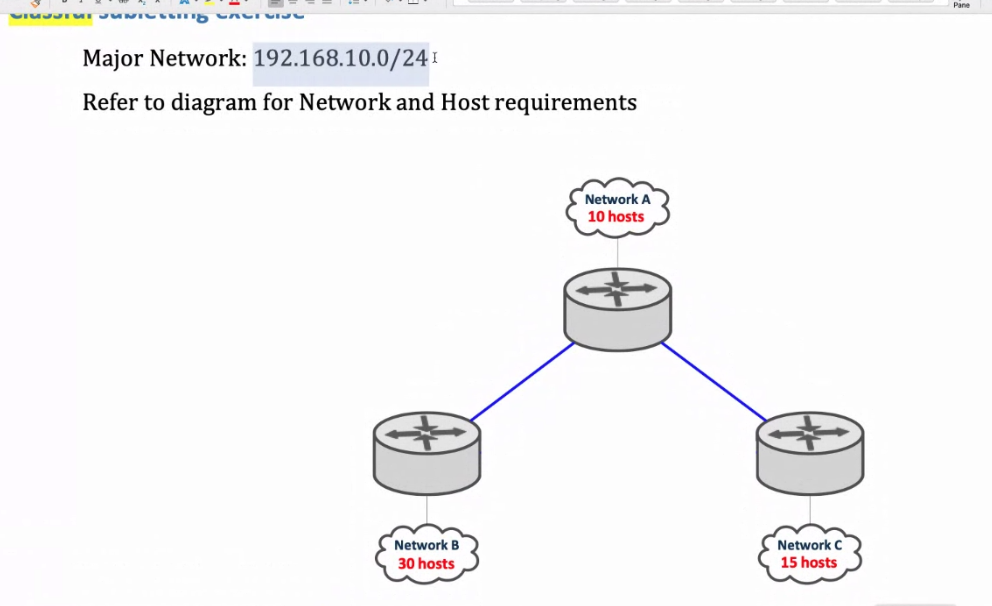 Pane
Classful subletting exercise
Major Network: 192.168.10.0/24
Refer to diagram for Network and Host requirements
Network A
10 hosts
Network B
30 hosts
Network C
15 hosts